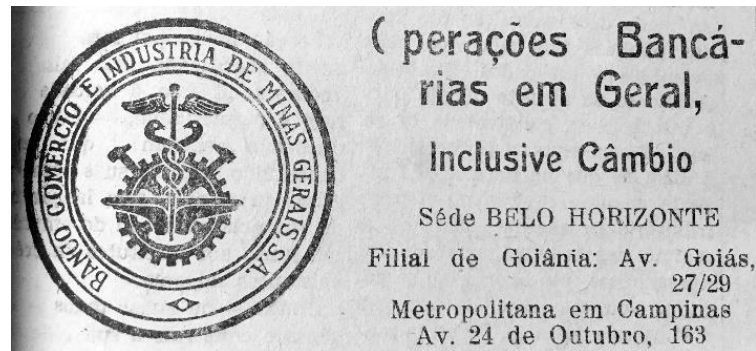 BANCO COMERCIO E INDUSTRIA DE MINAS GERAIS, S.A.
( perações Bancá-
rias em Geral,
Inclusive Câmbio
Séde BELO HORIZONTE
Filial de Goiânia: Av. Goiás,
27/29
Metropolitana em Campinas
Av. 24 de Outubro, 163